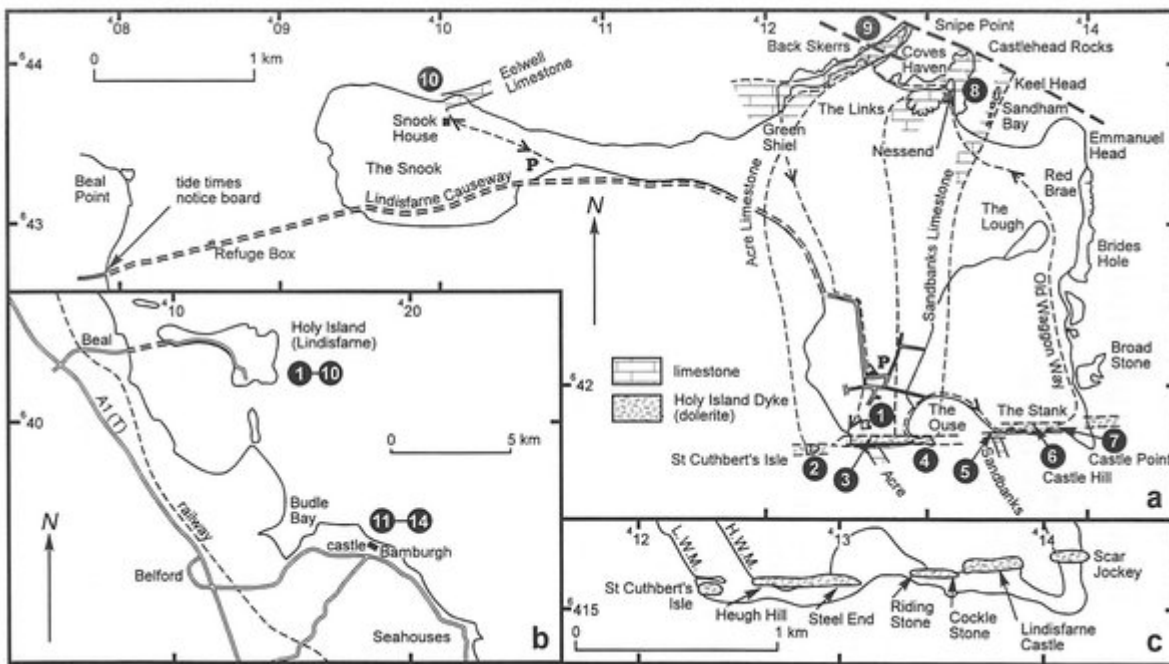 ⁴08
⁴09
⁴10
⁴11
⁴12
⁴13
⁴14
⁶44
⁶43
⁶42
0
1 km
10
Eelwell
Limestone
Snook
House
The Snook
P
Lindisfarne Causeway
Beal
Point
tide times
notice board
Refuge Box
N
9
Snipe Point
Back Skerrs
Coves
Haven
Castlehead Rocks
Keel Head
8
The Links
Sandham
Bay
Green
Shiel
Nessend
Emmanuel
Head
Red
Brae
The
Lough
Brides
Hole
Acre Limestone
Sandbanks Limestone
Old Waggon Way
Broad
Stone
limestone
Holy Island Dyke
(dolerite)
P
1
The
Ouse
The Stank
St Cuthbert's Isle
2
3
4
5
6
7
Acre
Sandbanks
Castle Point
Castle Hill
a
⁴10
⁴20
Beal
Holy Island
(Lindisfarne)
1–10
A1 (T)
⁶40
0
5 km
N
railway
Budle
Bay
11–14
castle
Bamburgh
Belford
Seahouses
b
⁴12
⁴13
⁴14
L.W.M.
H.W.M.
St Cuthbert's
Isle
Scar
Jockey
⁶415
Heugh Hill
Steel End
Riding
Stone
Cockle
Stone
Lindisfarne
Castle
0
1 km
c